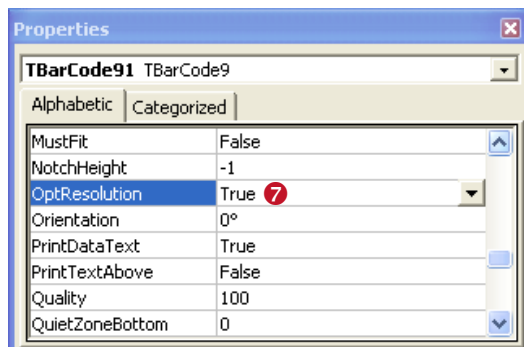 Properties
TBarCode91 TBarCode9
Alphabetic Categorized
MustFit False
NotchHeight -1
OptResolution True 7
Orientation 0°
PrintDataText True
PrintTextAbove False
Quality 100
QuietZoneBottom 0